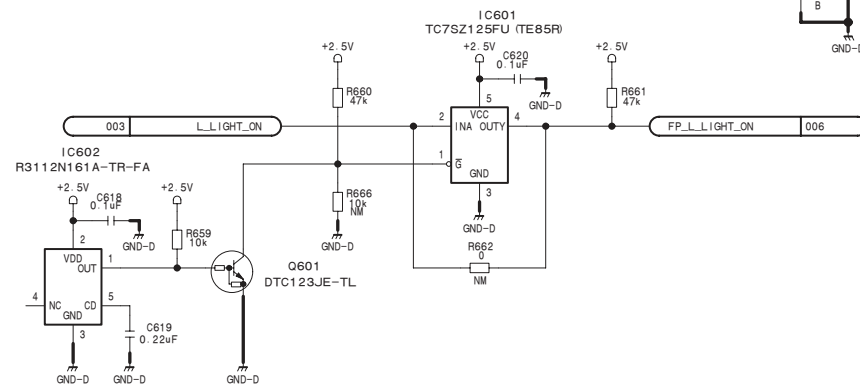 B
GND-D
IC601
TC7SZ125FU (TE85R)
+2.5V
+2.5V
C620
0.1uF
+2.5V
R660
47k
GND-D
R661
47k
003
L_LIGHT_ON
2
5
VCC
INA OUTY
4
FP_L_LIGHT_ON
006
IC602
R3112N161A-TR-FA
1
G
GND
3
+2.5V
C618
0.1uF
+2.5V
R666
10k
NM
GND-D
R659
10k
GND-D
GND-D
R662
0
NM
2
VDD
OUT
1
Q601
DTC123JE-TL
4
NC
CD
5
GND
3
C619
0.22uF
GND-D
GND-D
GND-D